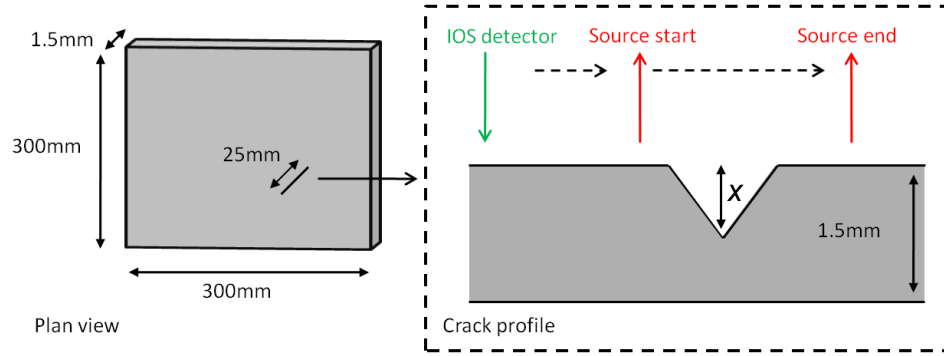 1.5mm
300mm
25mm
300mm
Plan view
IOS detector
Source start
Source end
x
1.5mm
Crack profile